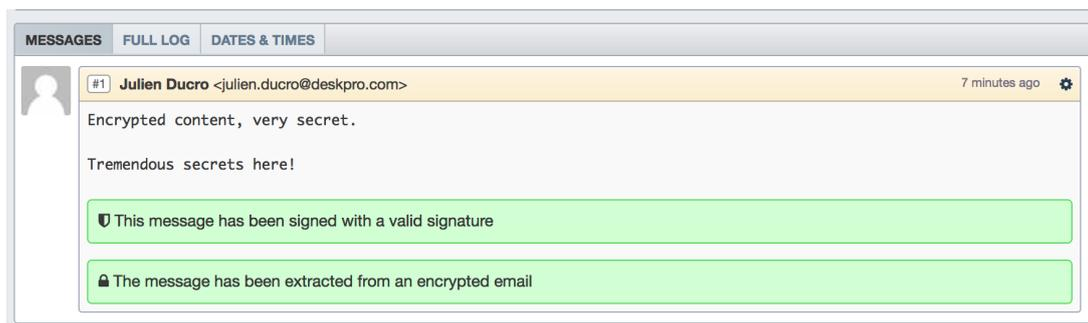 MESSAGES FULL LOG DATES & TIMES
#1 Julien Ducro <julien.ducro@deskpro.com> 7 minutes ago
Encrypted content, very secret.
Tremendous secrets here!
This message has been signed with a valid signature
The message has been extracted from an encrypted email